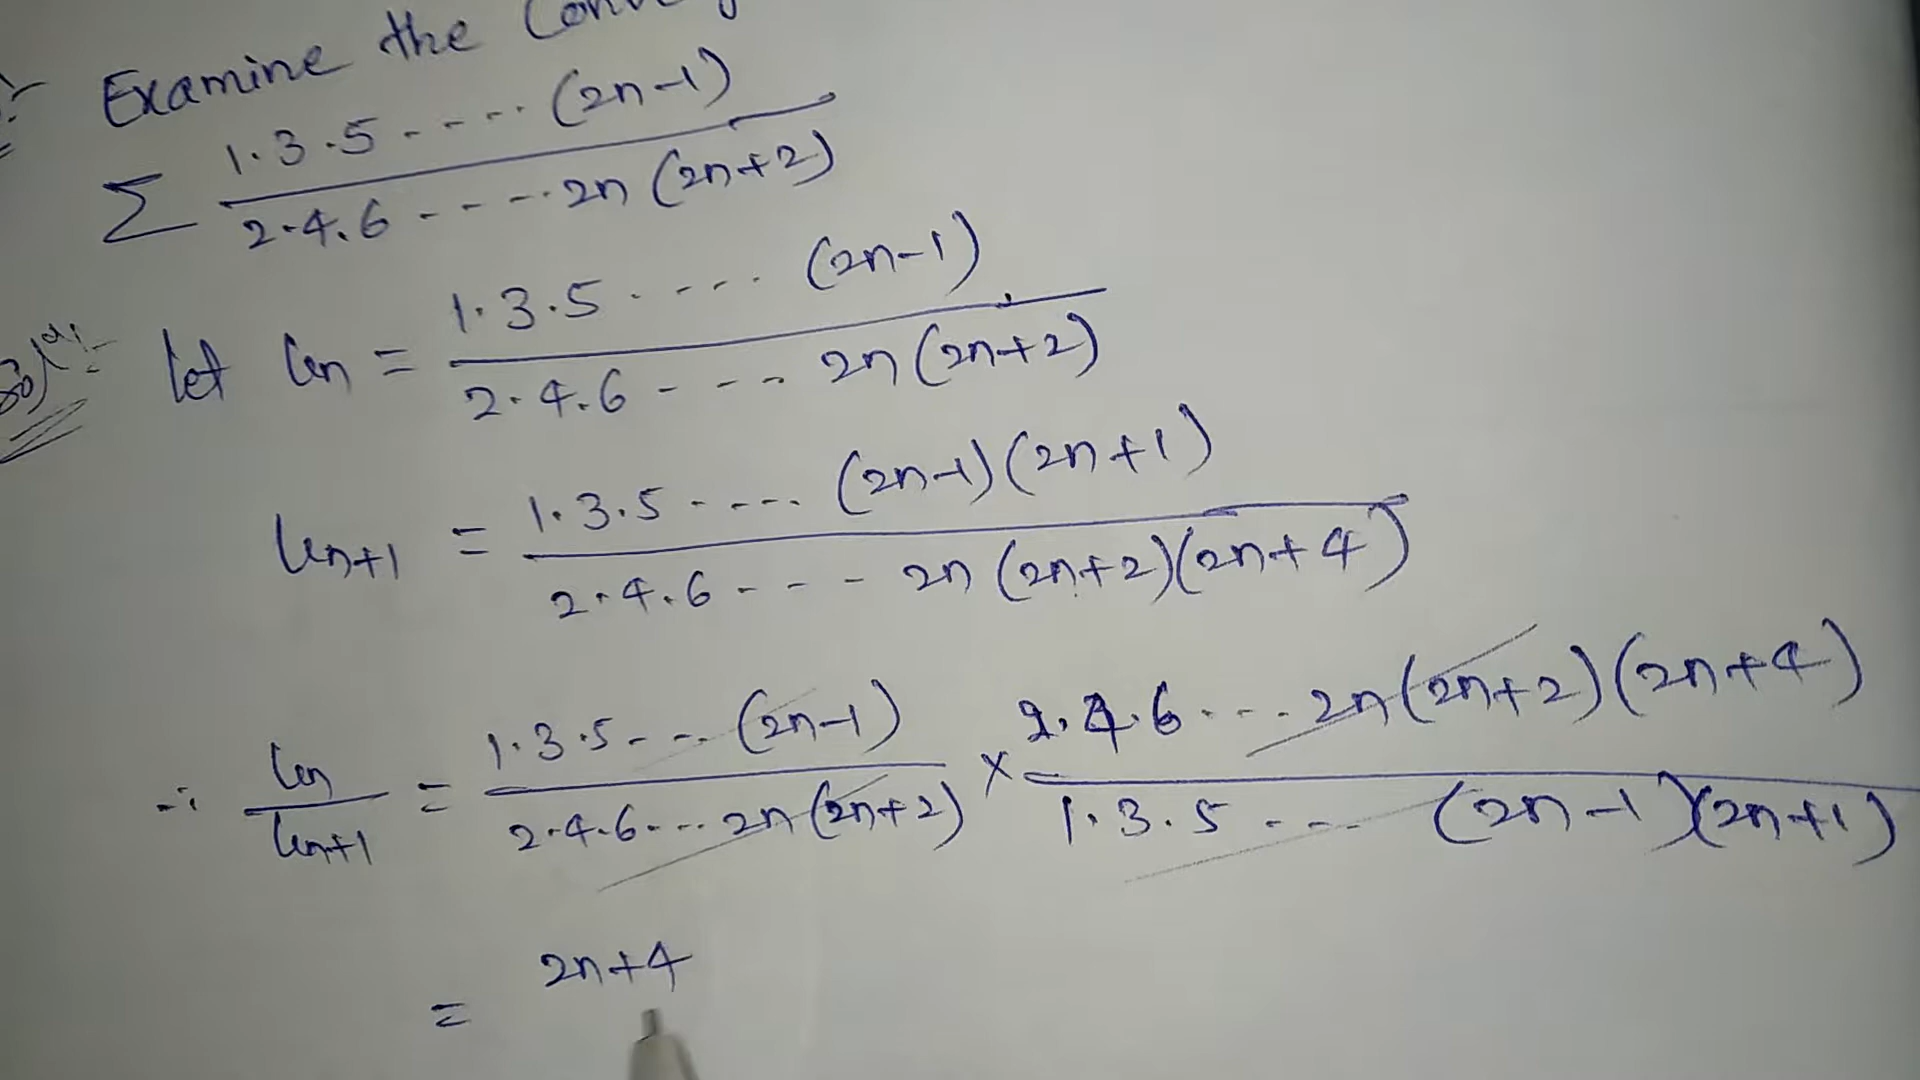 Examine the
∑ 1·3·5----(2n-1) / 2·4·6----2n(2n+2)
Let un = 1·3·5----(2n-1) / 2·4·6---2n(2n+2)
un+1 = 1·3·5----(2n-1)(2n+1) / 2·4·6---2n(2n+2)(2n+4)
∴ un/un+1 = 1·3·5---(2n-1) / 2·4·6---2n(2n+2) × 2·4·6---2n(2n+2)(2n+4) / 1·3·5---(2n-1)(2n+1)
= 2n+4